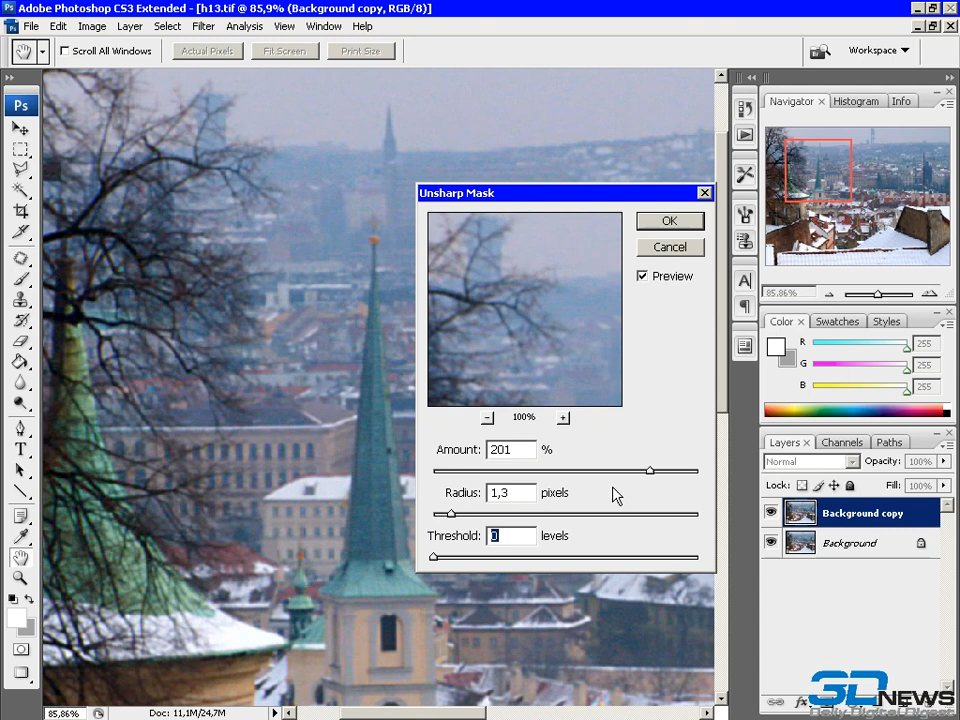 Adobe Photoshop CS3 Extended - [h13.tif @ 85,9% (Background copy, RGB/8)]
File Edit Image Layer Select Filter Analysis View Window Help
Scroll All Windows Actual Pixels Fit Screen Print Size Workspace
Ps
Navigator Histogram Info
85.86%
Color Swatches Styles
R 255
G 255
B 255
Layers Channels Paths
Normal Opacity: 100%
Lock: Fill: 100%
Background copy
Background
Unsharp Mask
OK
Cancel
Preview
100%
Amount: 201 %
Radius: 1,3 pixels
Threshold: 0 levels
85,86% Doc: 11,1M/24,7M
3DNEWS
Daily Digital Digest